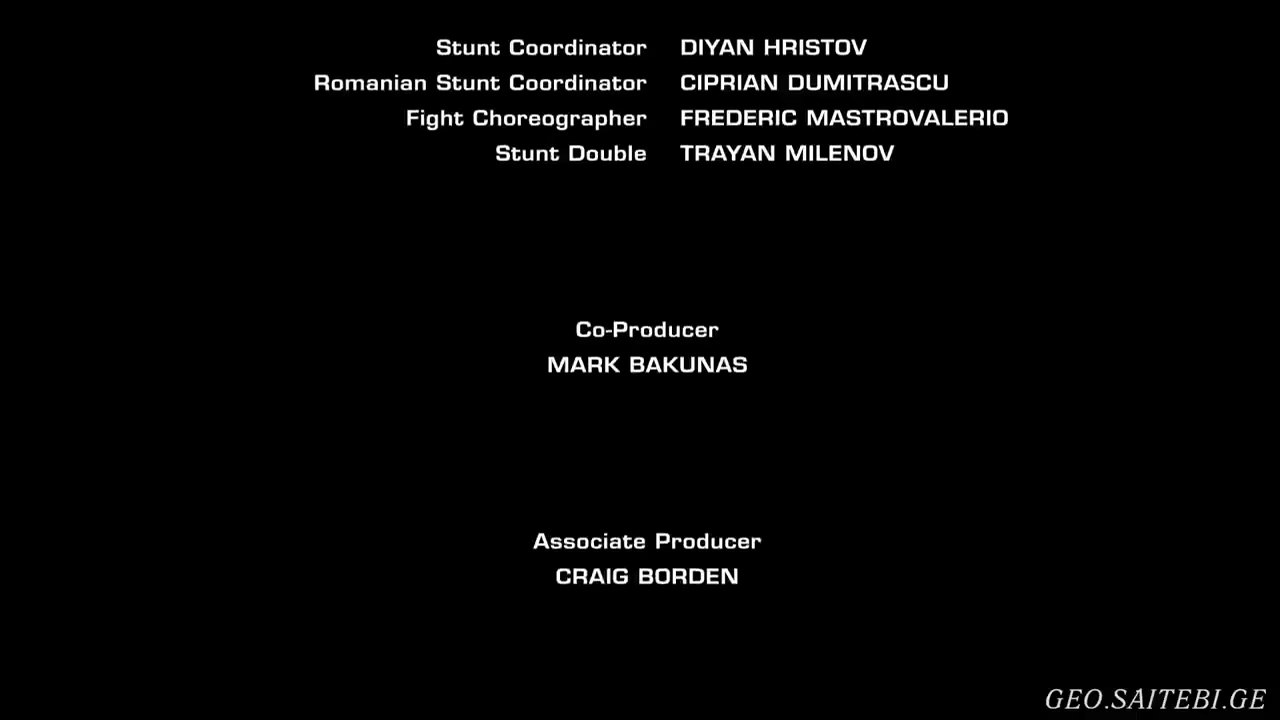 Stunt Coordinator DIYAN HRISTOV
Romanian Stunt Coordinator CIPRIAN DUMITRASCU
Fight Choreographer FREDERIC MASTROVALERIO
Stunt Double TRAYAN MILENOV
Co-Producer
MARK BAKUNAS
Associate Producer
CRAIG BORDEN
GEO.SAITEBI.GE